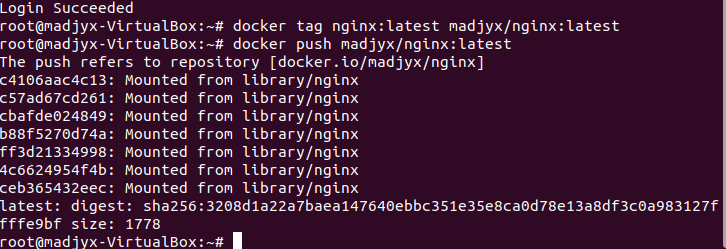 Login Succeeded
root@madjyx-VirtualBox:~# docker tag nginx:latest madjyx/nginx:latest
root@madjyx-VirtualBox:~# docker push madjyx/nginx:latest
The push refers to repository [docker.io/madjyx/nginx]
c4106aac4c13: Mounted from library/nginx
c57ad67cd261: Mounted from library/nginx
cbafde024849: Mounted from library/nginx
b88f5270d74a: Mounted from library/nginx
ff3d21334998: Mounted from library/nginx
4c6624954f4b: Mounted from library/nginx
ceb365432eec: Mounted from library/nginx
latest: digest: sha256:3208d1a22a7baea147640ebbc351e35e8ca0d78e13a8df3c0a983127f
fffe9bf size: 1778
root@madjyx-VirtualBox:~#